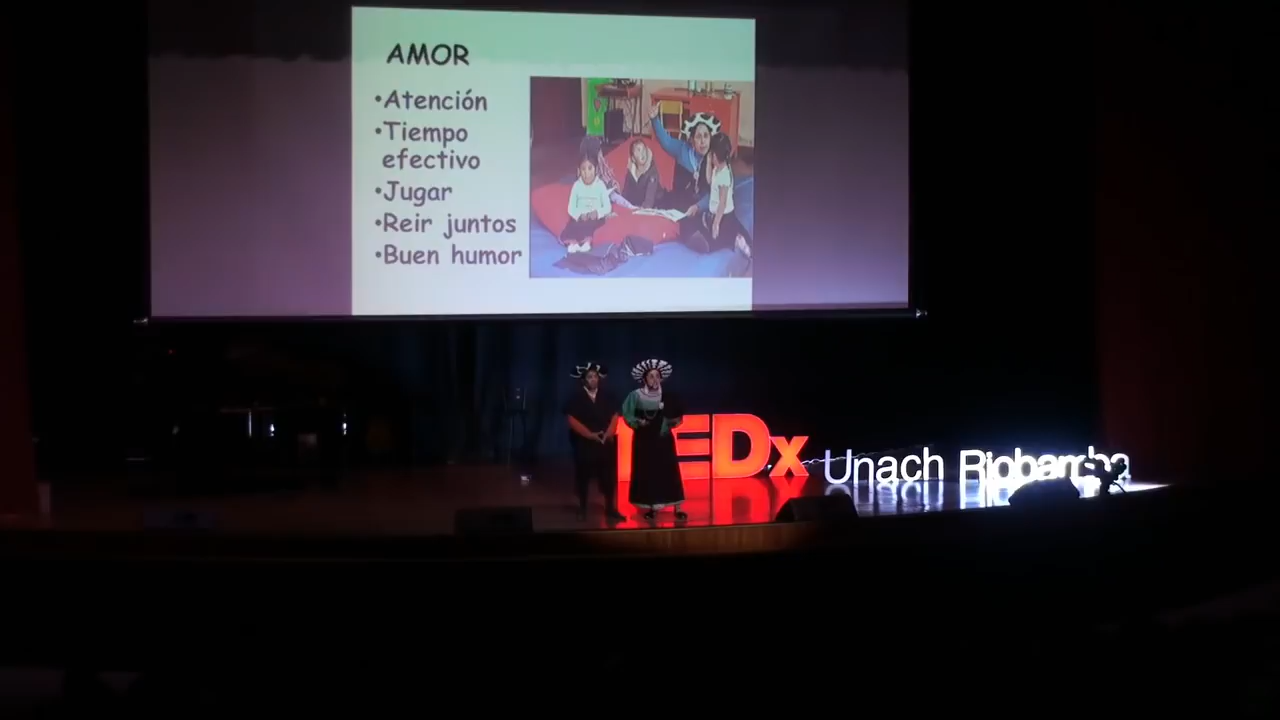 AMOR
•Atención
•Tiempo
efectivo
•Jugar
•Reir juntos
•Buen humor
TEDx Unach Riobamba